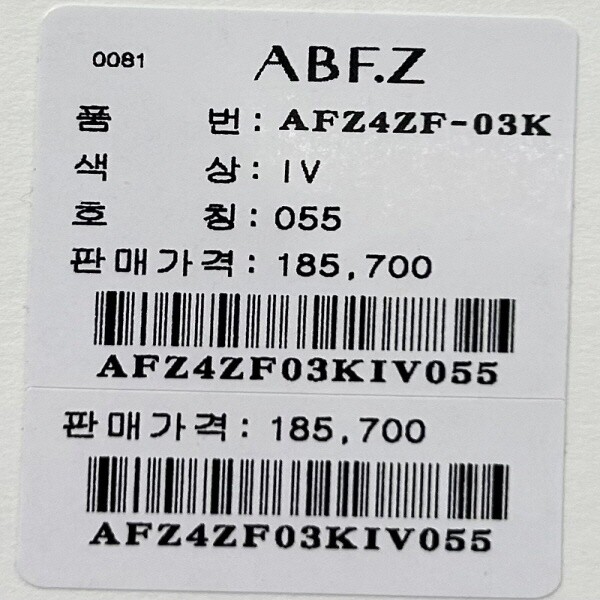 0081 ABF.Z
품 번: AFZ4ZF-03K
색 상: IV
호 칭: 055
판매가격: 185,700
AFZ4ZF03KIV055
판매가격: 185,700
AFZ4ZF03KIV055